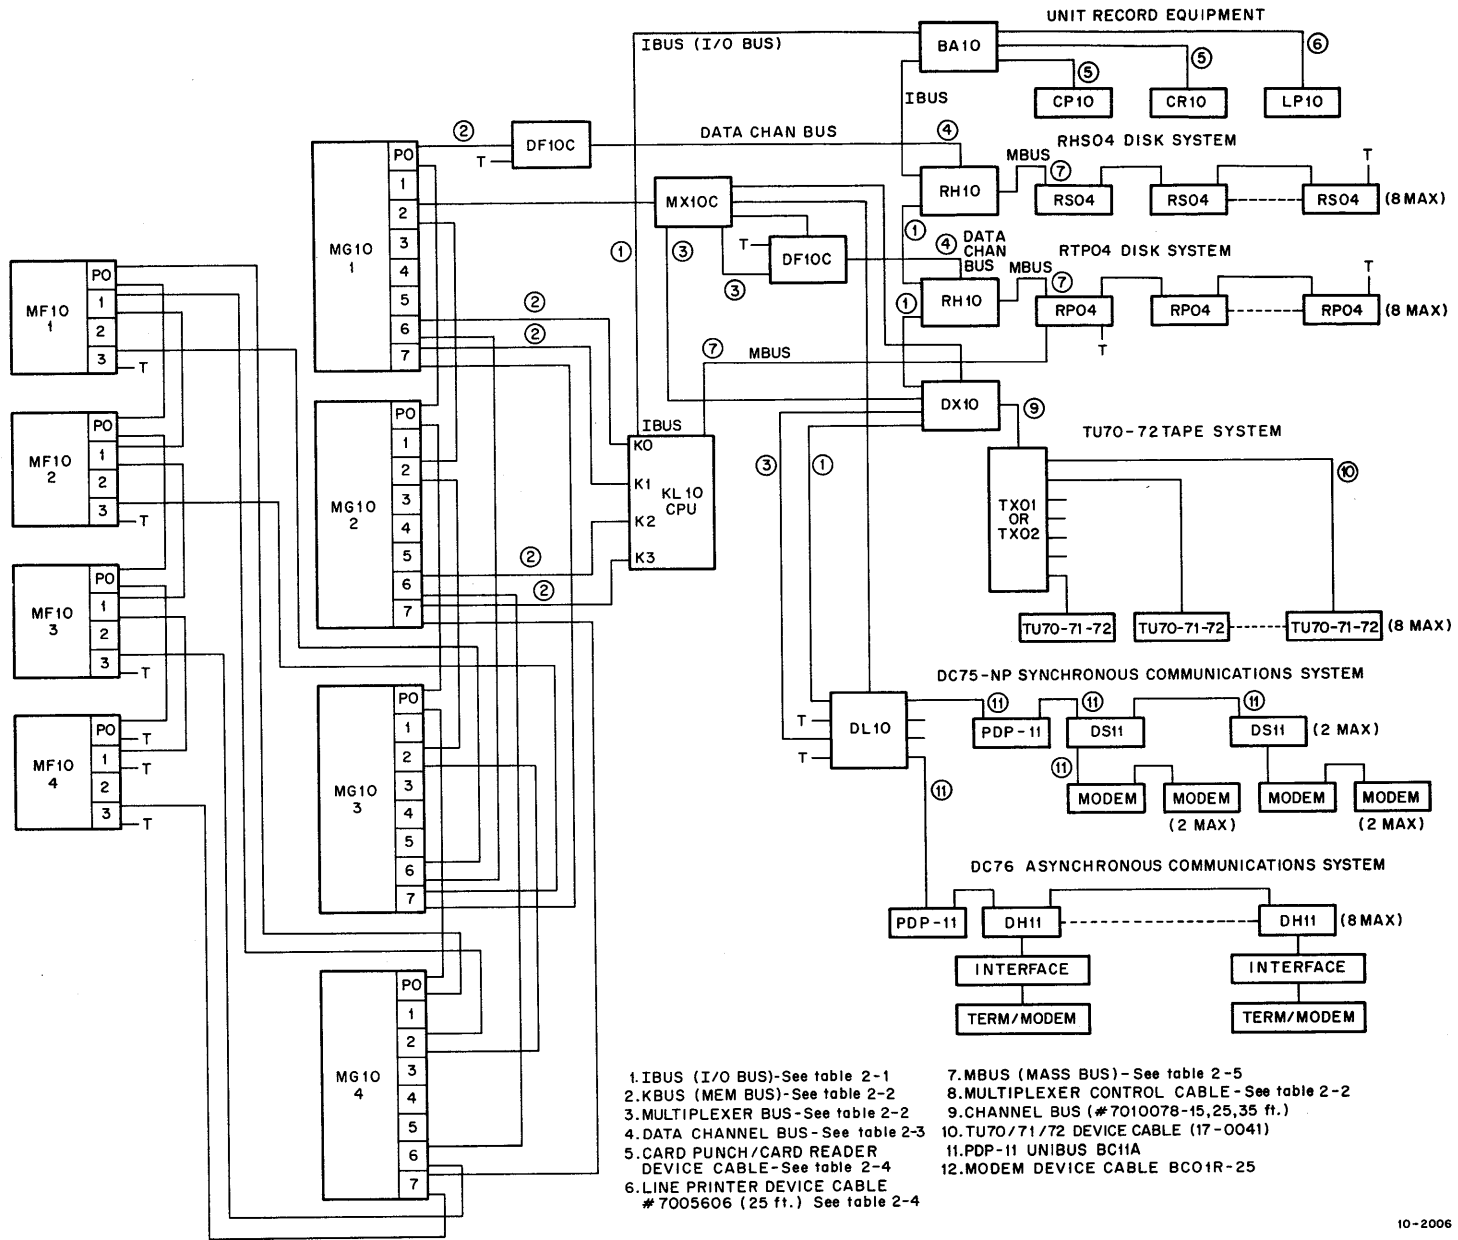 UNIT RECORD EQUIPMENT
IBUS (I/O BUS)
BA10
⑥
⑤
⑤
CP10
CR10
LP10
IBUS
②
DATA CHAN BUS
④
RHS04 DISK SYSTEM
DF10C
T
MBUS
⑦
T
RH10
RS04
RS04
RS04
(8 MAX)
MG10
1
P0
1
2
3
4
5
6
7
MX10C
①
③
T
DF10C
③
①
④
DATA
CHAN
BUS
RTP04 DISK SYSTEM
MBUS
⑦
T
RH10
①
RP04
RP04
RP04
(8 MAX)
T
②
②
⑦
MBUS
MF10
1
P0
1
2
3
T
MF10
2
P0
1
2
3
T
MF10
3
P0
1
2
3
T
MF10
4
P0
T
1
T
2
3
T
MG10
2
P0
1
2
3
4
5
6
7
IBUS
K0
K1
K2
K3
KL10
CPU
②
②
DX10
⑨
③
①
TU70-72 TAPE SYSTEM
TX01
OR
TX02
⑩
TU70-71-72
TU70-71-72
TU70-71-72
(8 MAX)
MG10
3
P0
1
2
3
4
5
6
7
DC75-NP SYNCHRONOUS COMMUNICATIONS SYSTEM
T
T
DL10
⑪
⑪
⑪
PDP-11
DS11
DS11
(2 MAX)
⑪
⑪
MODEM
MODEM
MODEM
MODEM
(2 MAX)
(2 MAX)
DC76 ASYNCHRONOUS COMMUNICATIONS SYSTEM
PDP-11
DH11
DH11
(8 MAX)
INTERFACE
INTERFACE
TERM/MODEM
TERM/MODEM
MG10
4
P0
1
2
3
4
5
6
7
1. IBUS (I/O BUS)-See table 2-1
2. KBUS (MEM BUS)-See table 2-2
3. MULTIPLEXER BUS-See table 2-2
4. DATA CHANNEL BUS-See table 2-3
5. CARD PUNCH/CARD READER
DEVICE CABLE-See table 2-4
6. LINE PRINTER DEVICE CABLE
#7005606 (25 ft.) See table 2-4
7. MBUS (MASS BUS)-See table 2-5
8. MULTIPLEXER CONTROL CABLE-See table 2-2
9. CHANNEL BUS (#7010078-15,25,35 ft.)
10. TU70/71/72 DEVICE CABLE (17-0041)
11. PDP-11 UNIBUS BC11A
12. MODEM DEVICE CABLE BC01R-25
10-2006